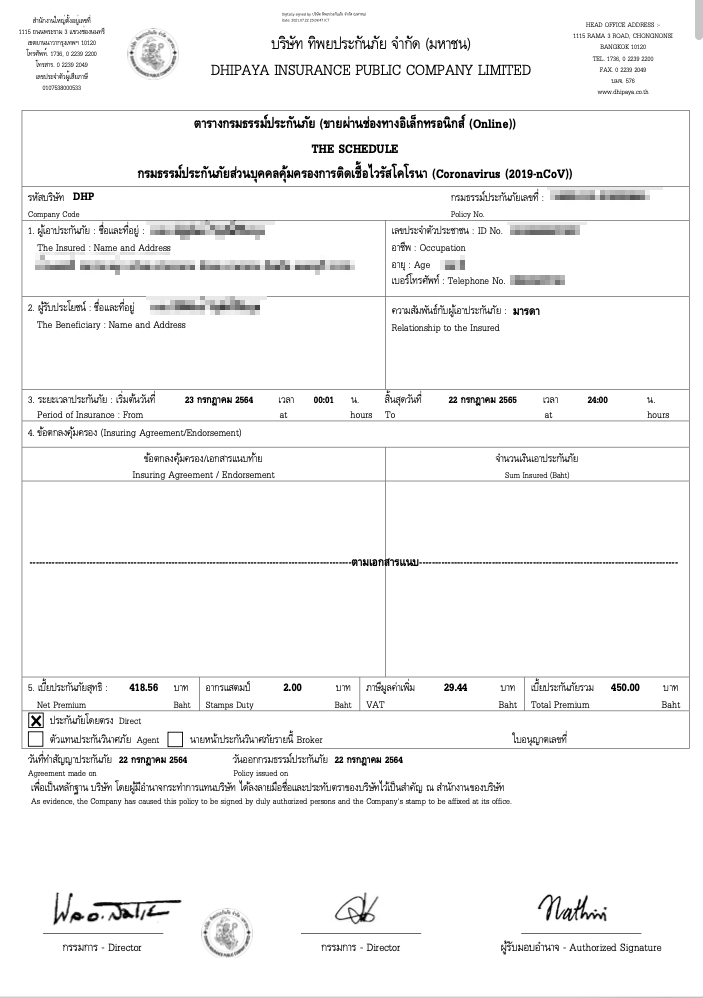 สำนักงานใหญ่ตั้งอยู่เลขที่
1115 ถนนพระราม 3 แขวงช่องนนทรี
เขตยานนาวา กรุงเทพฯ 10120
โทรศัพท์. 1736, 0 2239 2200
โทรสาร. 0 2239 2049
เลขประจำตัวผู้เสียภาษี
0107538000533
บริษัท ทิพยประกันภัย จำกัด (มหาชน)
DHIPAYA INSURANCE PUBLIC COMPANY LIMITED
HEAD OFFICE ADDRESS :-
1115 RAMA 3 ROAD, CHONGNONSI
BANGKOK 10120
TEL. 1736, 0 2239 2200
FAX. 0 2239 2049
บมจ. 576
www.dhipaya.co.th
ตารางกรมธรรม์ประกันภัย (ขายผ่านช่องทางอิเล็กทรอนิกส์ (Online))
THE SCHEDULE
กรมธรรม์ประกันภัยส่วนบุคคลคุ้มครองการติดเชื้อไวรัสโคโรนา (Coronavirus (2019-nCoV))
รหัสบริษัท DHP กรมธรรม์ประกันภัยเลขที่ :
Company Code Policy No.
1. ผู้เอาประกันภัย : ชื่อและที่อยู่ : เลขประจำตัวประชาชน : ID No.
The Insured : Name and Address อาชีพ : Occupation
อายุ : Age
เบอร์โทรศัพท์ : Telephone No.
2. ผู้รับประโยชน์ : ชื่อและที่อยู่ ความสัมพันธ์กับผู้เอาประกันภัย : มารดา
The Beneficiary : Name and Address Relationship to the Insured
3. ระยะเวลาประกันภัย : เริ่มต้นวันที่ 23 กรกฎาคม 2564 เวลา 00:01 น. สิ้นสุดวันที่ 22 กรกฎาคม 2565 เวลา 24:00 น.
Period of Insurance : From at hours To at hours
4. ข้อตกลงคุ้มครอง (Insuring Agreement/Endorsement)
ข้อตกลงคุ้มครอง/เอกสารแนบท้าย จำนวนเงินเอาประกันภัย
Insuring Agreement / Endorsement Sum Insured (Baht)
ตามเอกสารแนบ
5. เบี้ยประกันภัยสุทธิ : 418.56 บาท อากรแสตมป์ 2.00 บาท ภาษีมูลค่าเพิ่ม 29.44 บาท เบี้ยประกันภัยรวม 450.00 บาท
Net Premium Baht Stamps Duty Baht VAT Baht Total Premium Baht
X ประกันภัยโดยตรง Direct
ตัวแทนประกันวินาศภัย Agent นายหน้าประกันวินาศภัยรายนี้ Broker ใบอนุญาตเลขที่
วันที่ทำสัญญาประกันภัย 22 กรกฎาคม 2564 วันออกกรมธรรม์ประกันภัย 22 กรกฎาคม 2564
Agreement made on Policy issued on
เพื่อเป็นหลักฐาน บริษัท โดยผู้มีอำนาจกระทำการแทนบริษัท ได้ลงลายมือชื่อและประทับตราของบริษัทไว้เป็นสำคัญ ณ สำนักงานของบริษัท
As evidence, the Company has caused this policy to be signed by duly authorized persons and the Company's stamp to be affixed at its office.
กรรมการ - Director กรรมการ - Director ผู้รับมอบอำนาจ - Authorized Signature